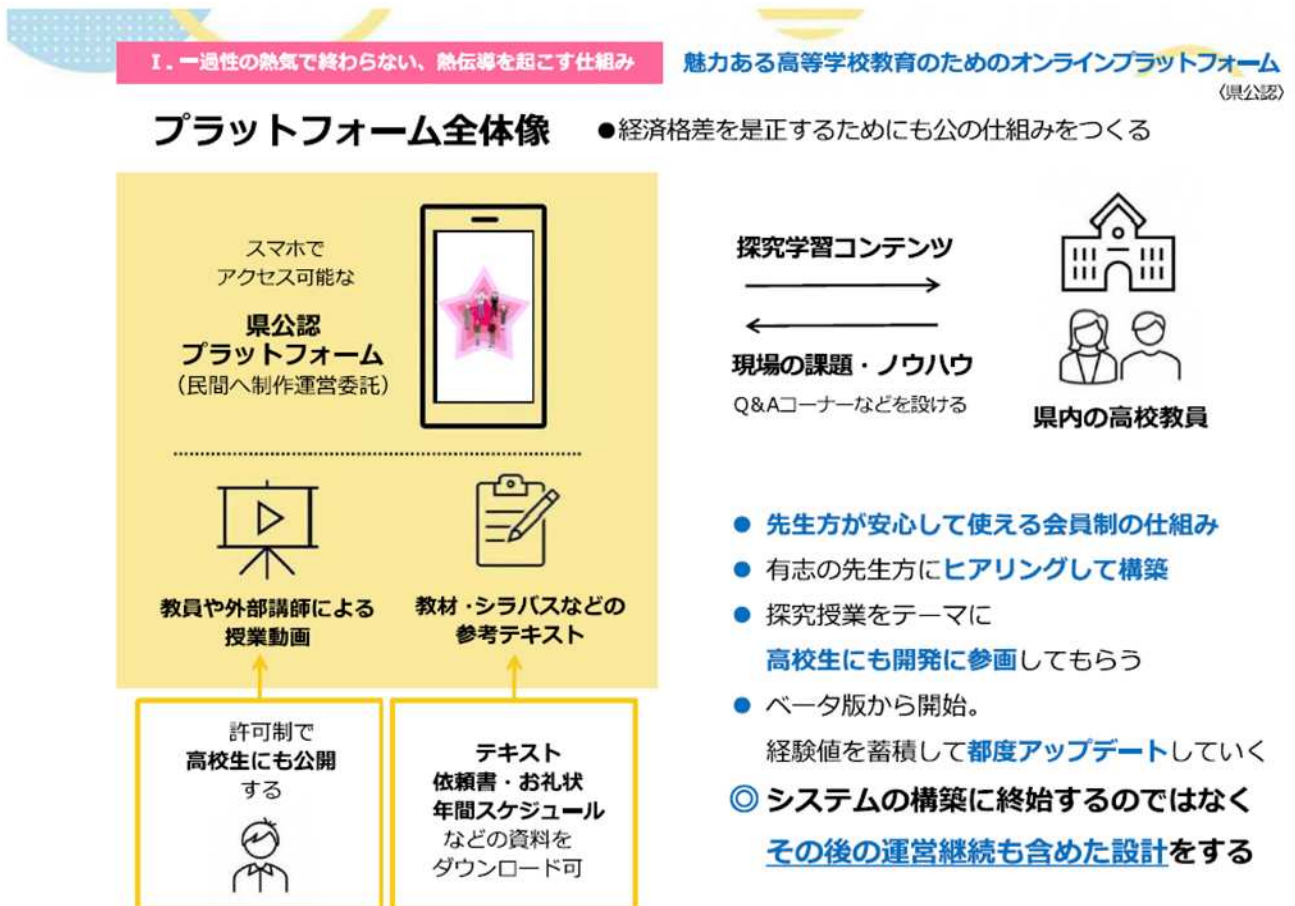 Ⅰ.一過性の熱気で終わらない、熱伝導を起こす仕組み
魅力ある高等学校教育のためのオンラインプラットフォーム
〈県公認〉
プラットフォーム全体像
●経済格差を是正するためにも公の仕組みをつくる
スマホで
アクセス可能な
県公認
プラットフォーム
（民間へ制作運営委託）
教員や外部講師による
授業動画
教材・シラバスなどの
参考テキスト
許可制で
高校生にも公開
する
テキスト
依頼書・お礼状
年間スケジュール
などの資料を
ダウンロード可
探究学習コンテンツ
現場の課題・ノウハウ
Q&Aコーナーなどを設ける
県内の高校教員
● 先生方が安心して使える会員制の仕組み
● 有志の先生方にヒアリングして構築
● 探究授業をテーマに
高校生にも開発に参画してもらう
● ベータ版から開始。
経験値を蓄積して都度アップデートしていく
◎ システムの構築に終始するのではなく
その後の運営継続も含めた設計をする